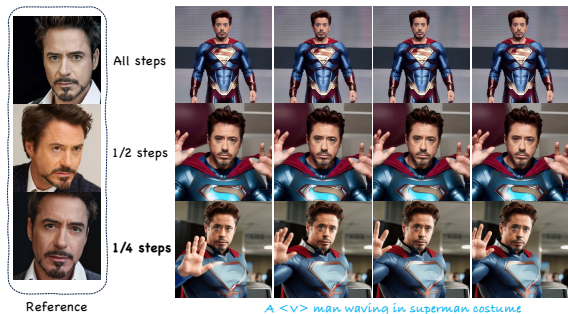 All steps
1/2 steps
1/4 steps
Reference
A <V> man waving in superman costume